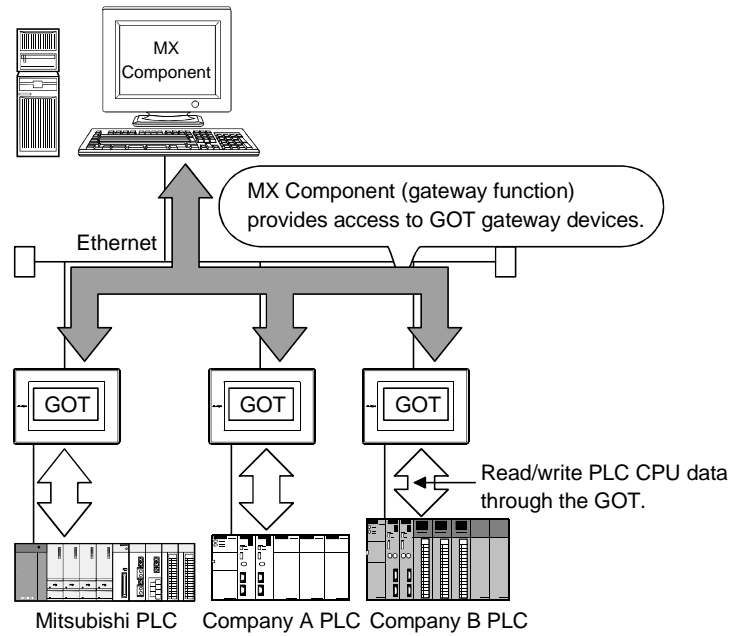 MX
Component
MX Component (gateway function)
provides access to GOT gateway devices.
Ethernet
GOT
GOT
GOT
Read/write PLC CPU data
through the GOT.
Mitsubishi PLC
Company A PLC
Company B PLC